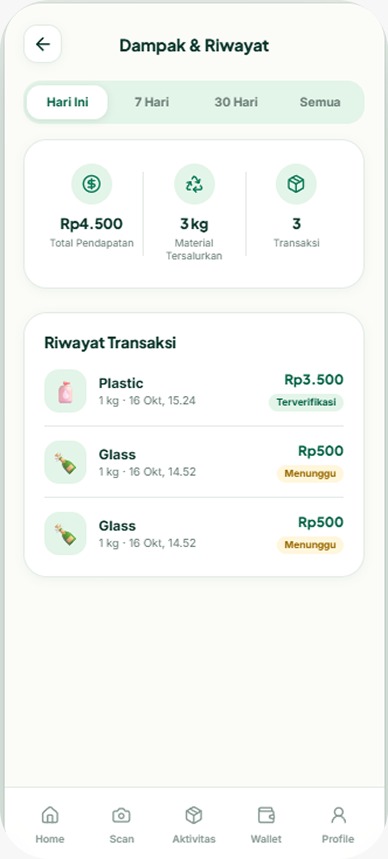 Dampak & Riwayat
Hari Ini
7 Hari
30 Hari
Semua
Rp4.500
Total Pendapatan
3 kg
Material
Tersalurkan
3
Transaksi
Riwayat Transaksi
Plastic
1 kg · 16 Okt, 15.24
Rp3.500
Terverifikasi
Glass
1 kg · 16 Okt, 14.52
Rp500
Menunggu
Glass
1 kg · 16 Okt, 14.52
Rp500
Menunggu
Home
Scan
Aktivitas
Wallet
Profile